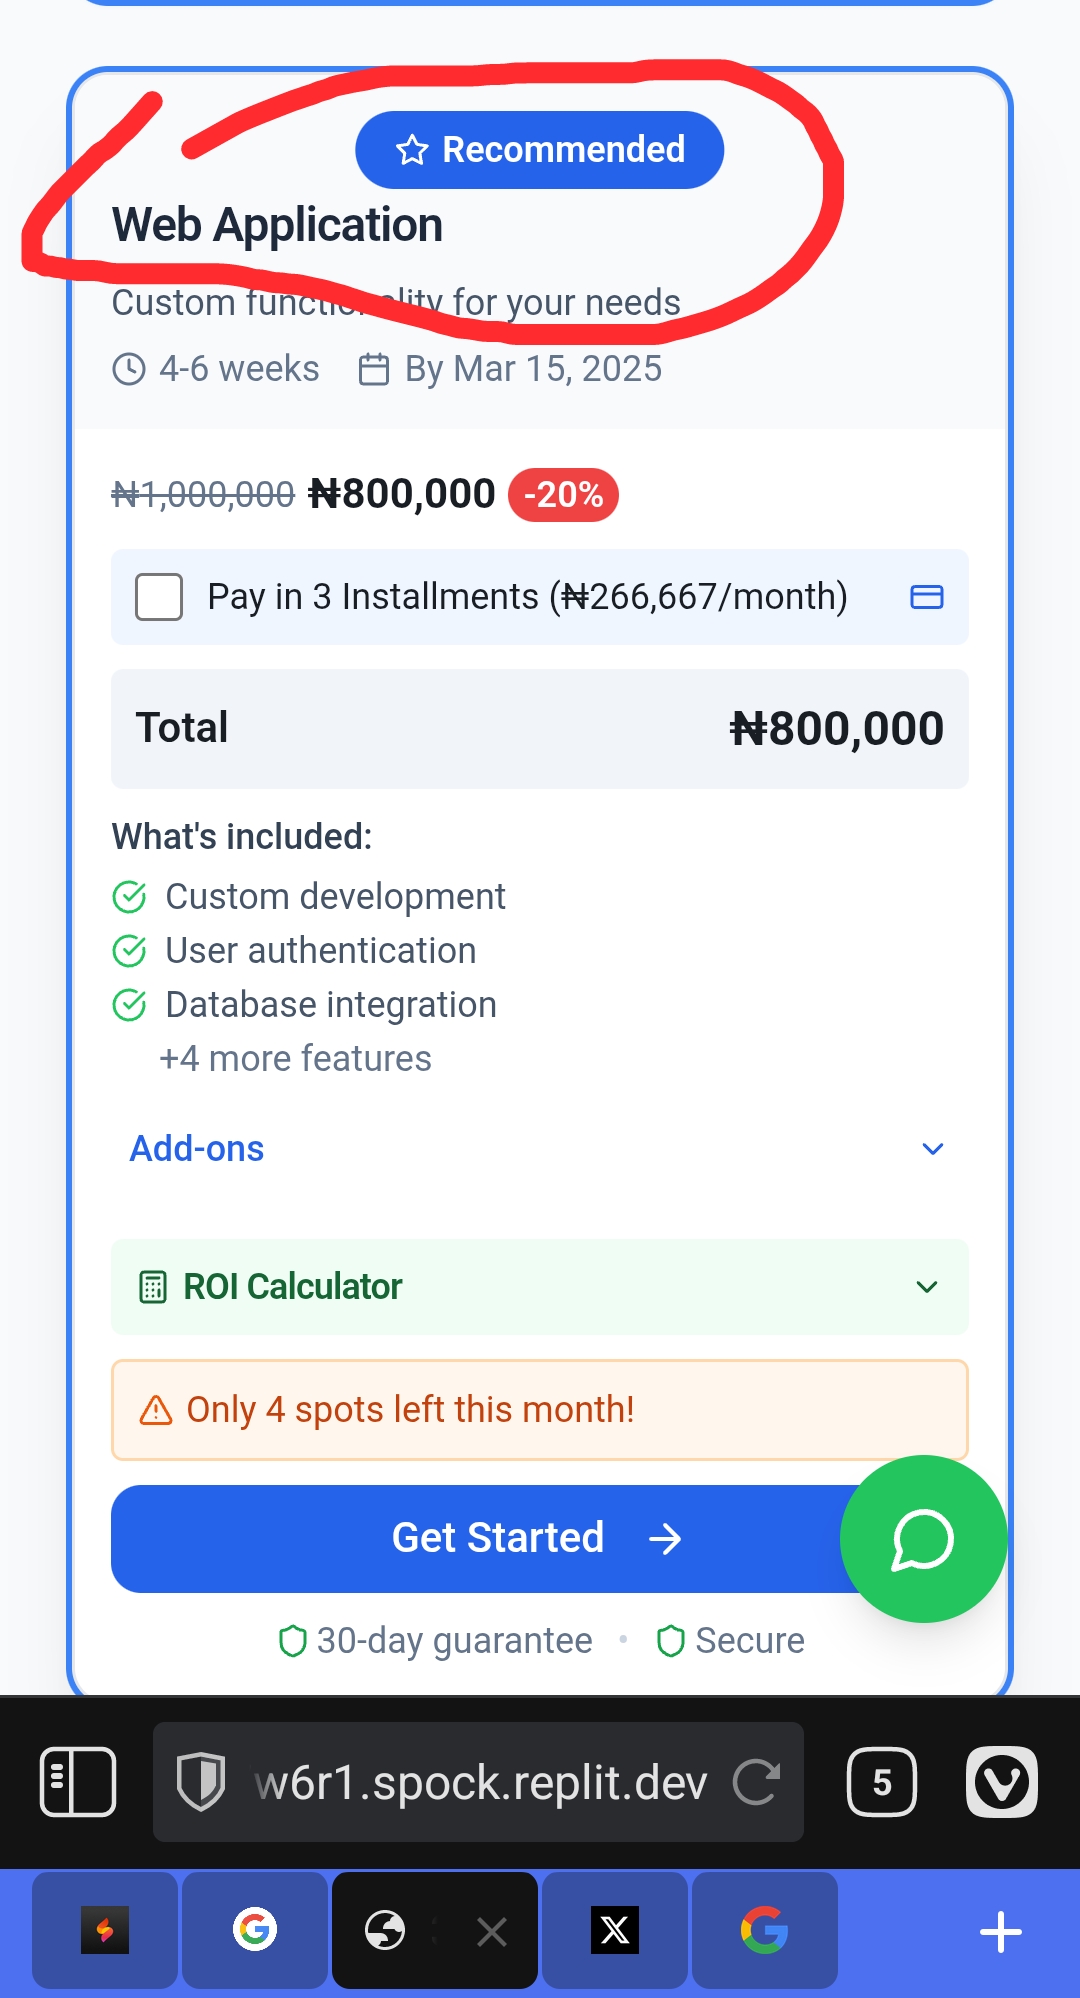 Recommended
Web Application
Custom functionality for your needs
4-6 weeks By Mar 15, 2025
₦1,000,000 ₦800,000 -20%
Pay in 3 Installments (₦266,667/month)
Total ₦800,000
What's included:
Custom development
User authentication
Database integration
+4 more features
Add-ons
ROI Calculator
Only 4 spots left this month!
Get Started
30-day guarantee • Secure
w6r1.spock.replit.dev 5